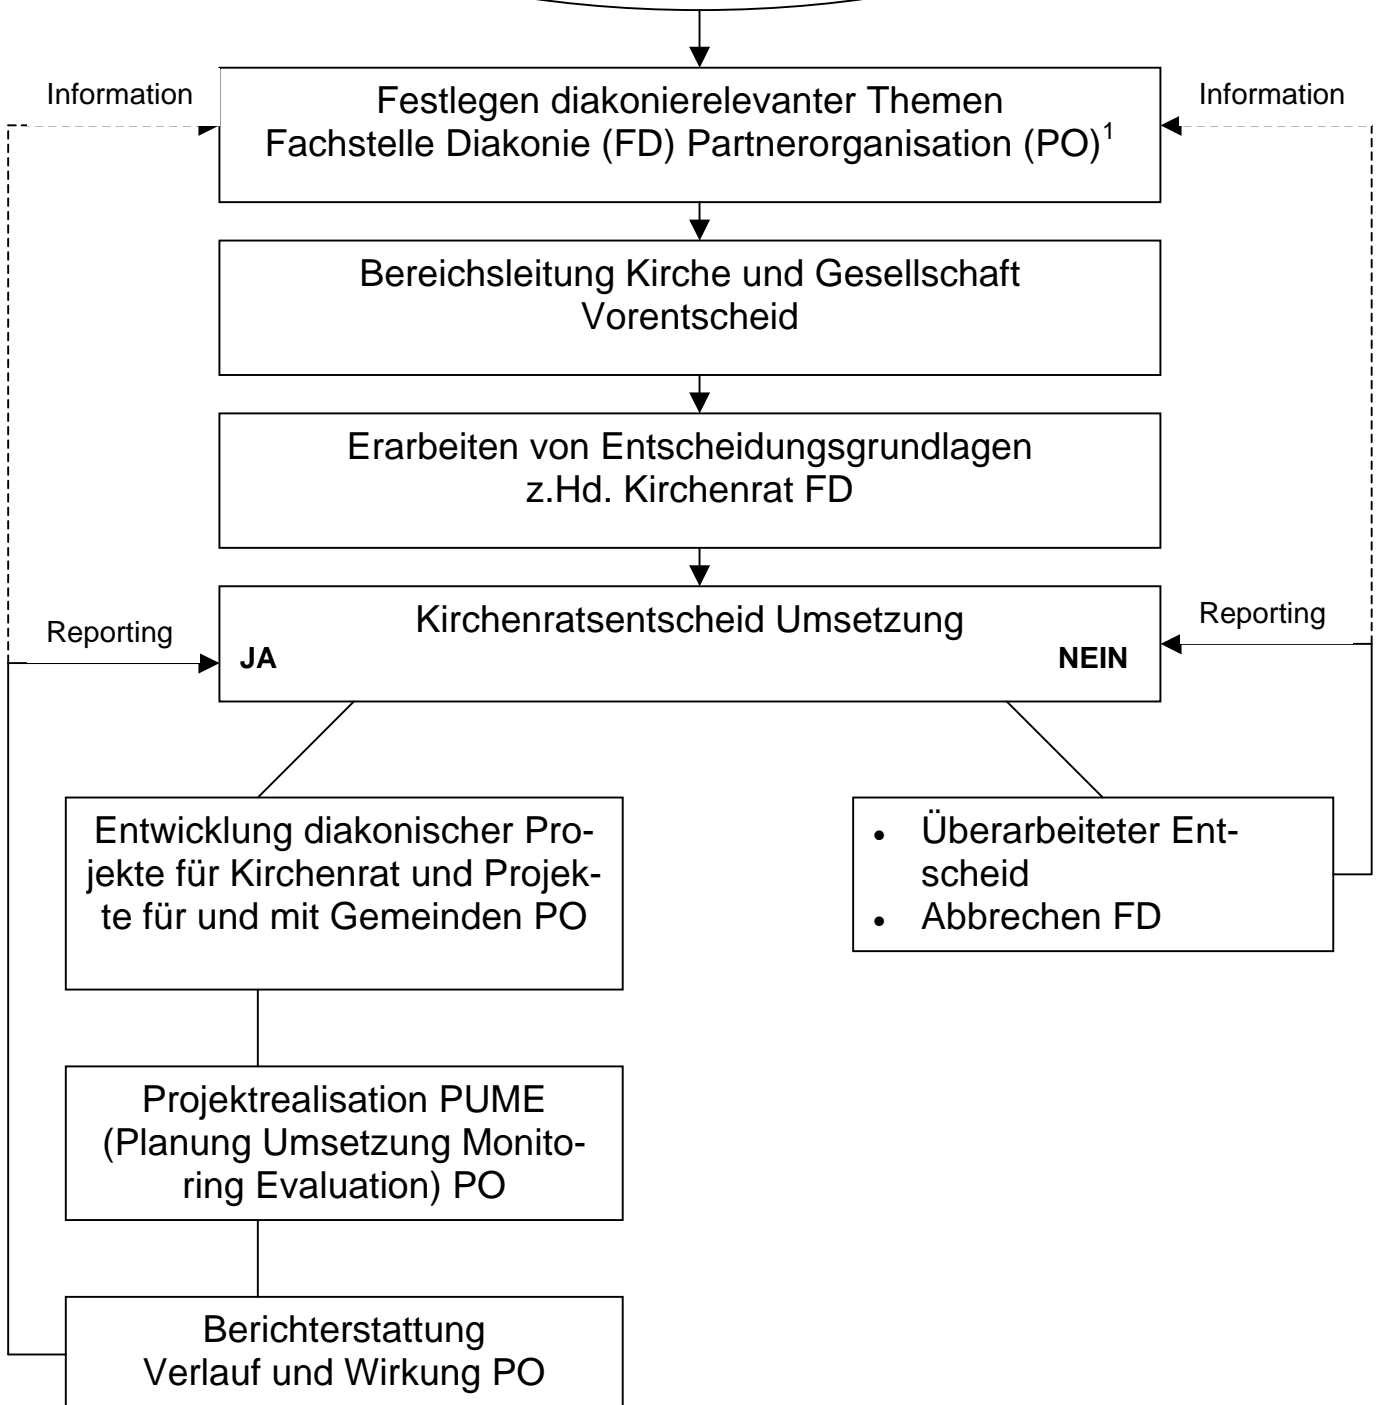 Information
Festlegen diakonierelevanter Themen
Information
Fachstelle Diakonie (FD) Partnerorganisation (PO)¹
Bereichsleitung Kirche und Gesellschaft
Vorentscheid
Erarbeiten von Entscheidungsgrundlagen
z.Hd. Kirchenrat FD
Kirchenratsentscheid Umsetzung
Reporting
Reporting
JA
NEIN
Entwicklung diakonischer Pro-
jekte für Kirchenrat und Projek-
te für und mit Gemeinden PO
• Überarbeiteter Ent-
scheid
• Abbrechen FD
Projektrealisation PUME
(Planung Umsetzung Monito-
ring Evaluation) PO
Berichterstattung
Verlauf und Wirkung PO